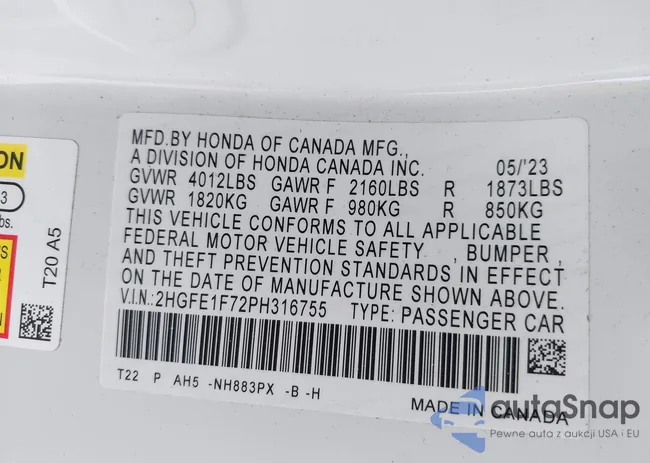 ON
3
bs.
'S
R
N
T20 A5
MFD.BY HONDA OF CANADA MFG.,
A DIVISION OF HONDA CANADA INC. 05/'23
GVWR 4012LBS GAWR F 2160LBS R 1873LBS
GVWR 1820KG GAWR F 980KG R 850KG
THIS VEHICLE CONFORMS TO ALL APPLICABLE
FEDERAL MOTOR VEHICLE SAFETY , BUMPER ,
AND THEFT PREVENTION STANDARDS IN EFFECT
ON THE DATE OF MANUFACTURE SHOWN ABOVE.
V.I.N.: 2HGFE1F72PH316755 TYPE: PASSENGER CAR
T22 P AH5 -NH883PX -B -H
MADE IN CANADA
autoSnap
Pewne auta z aukcji USA i EU